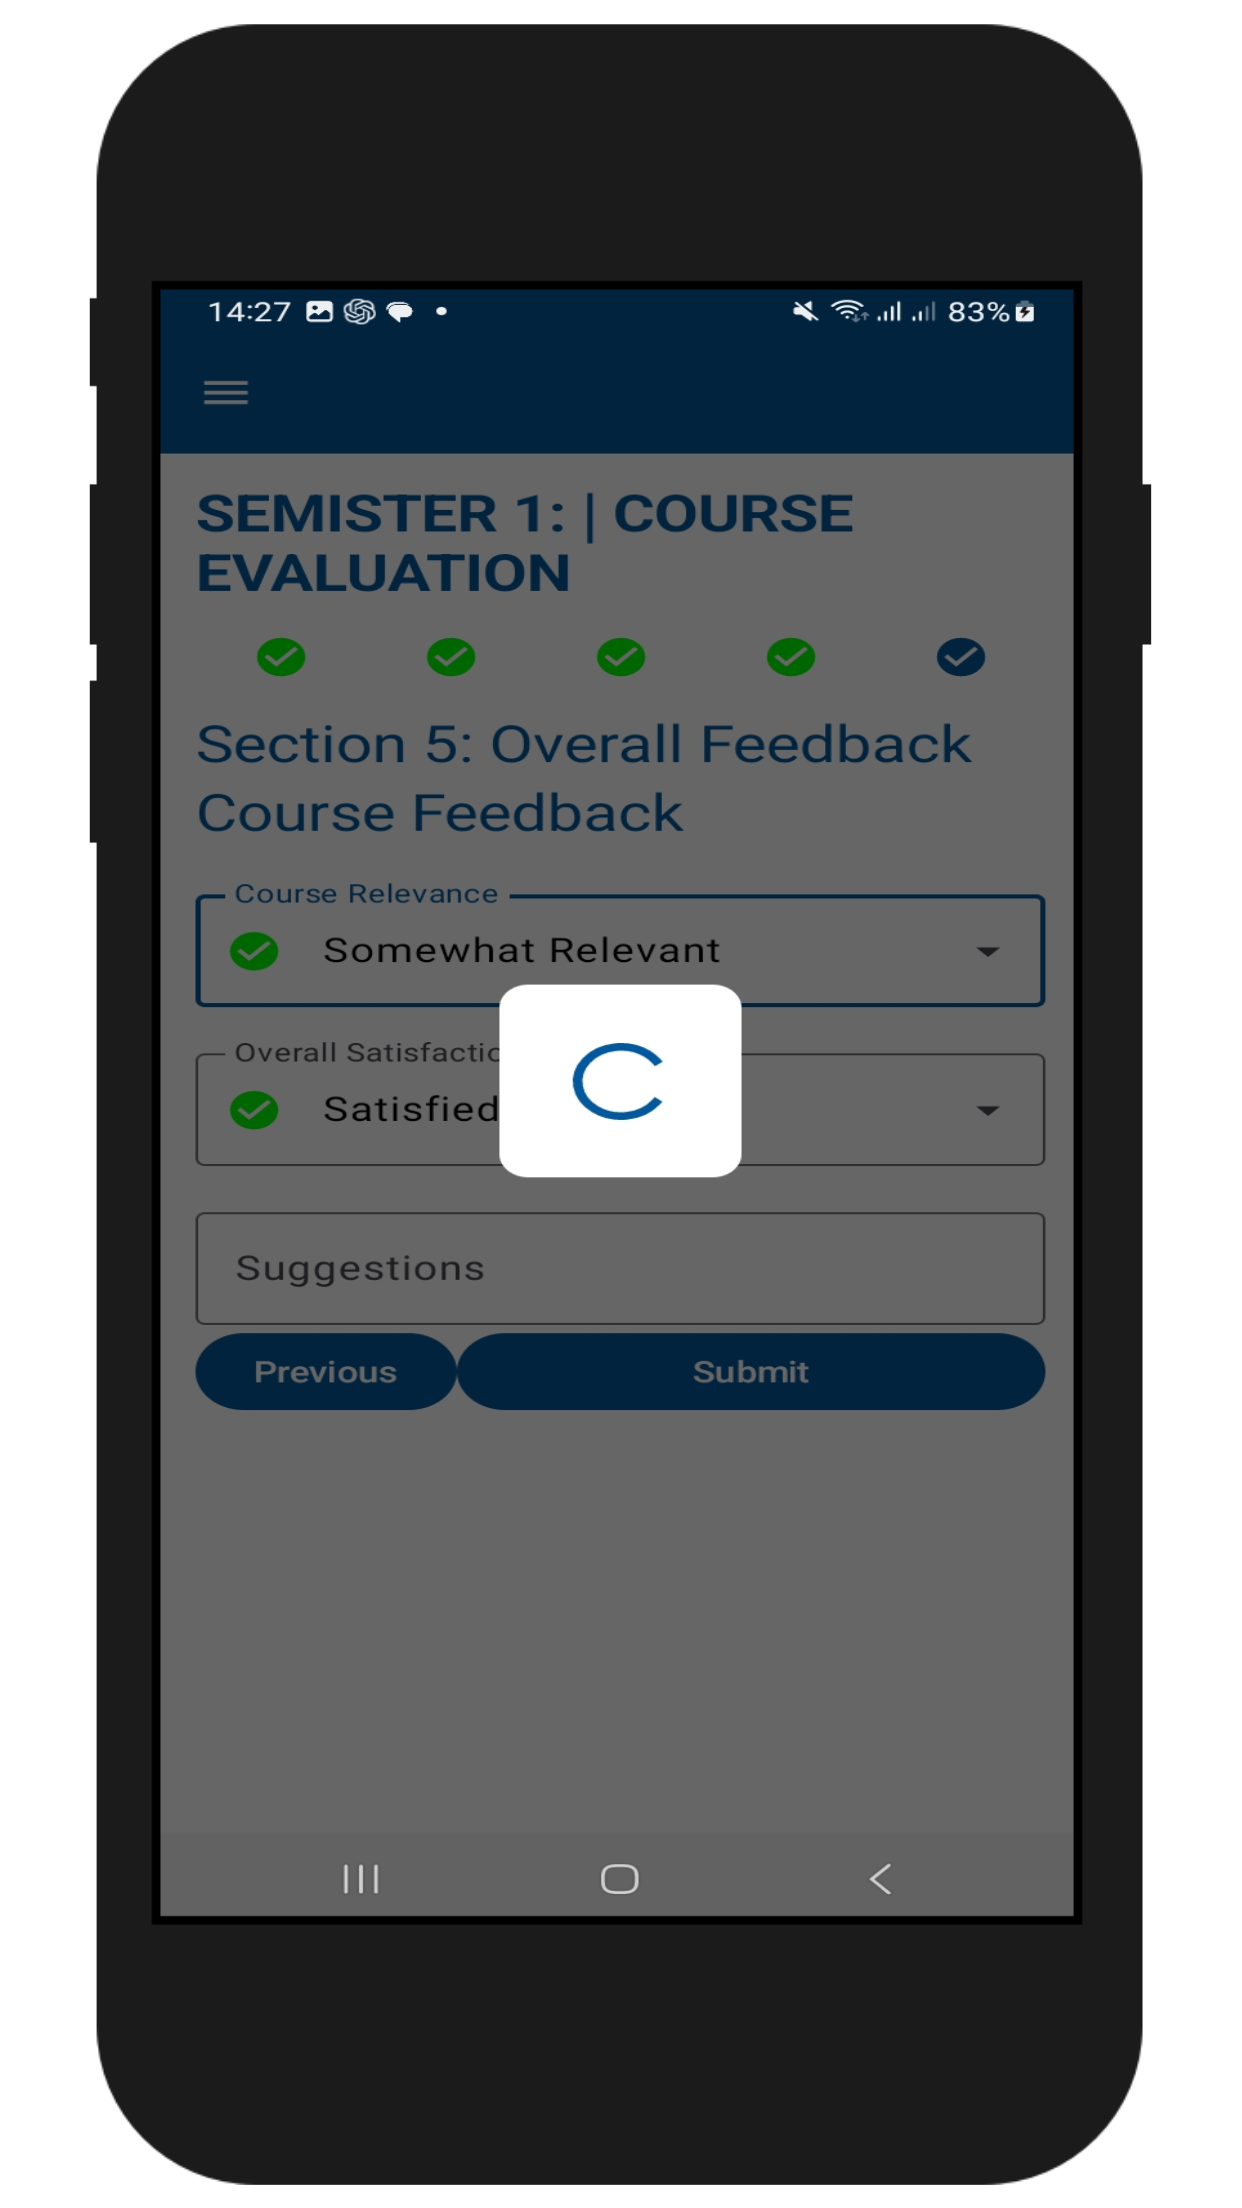 14:27 83%
SEMISTER 1: | COURSE
EVALUATION
Section 5: Overall Feedback
Course Feedback
Course Relevance
Somewhat Relevant
Overall
Satisfied
Suggestions
Previous Submit